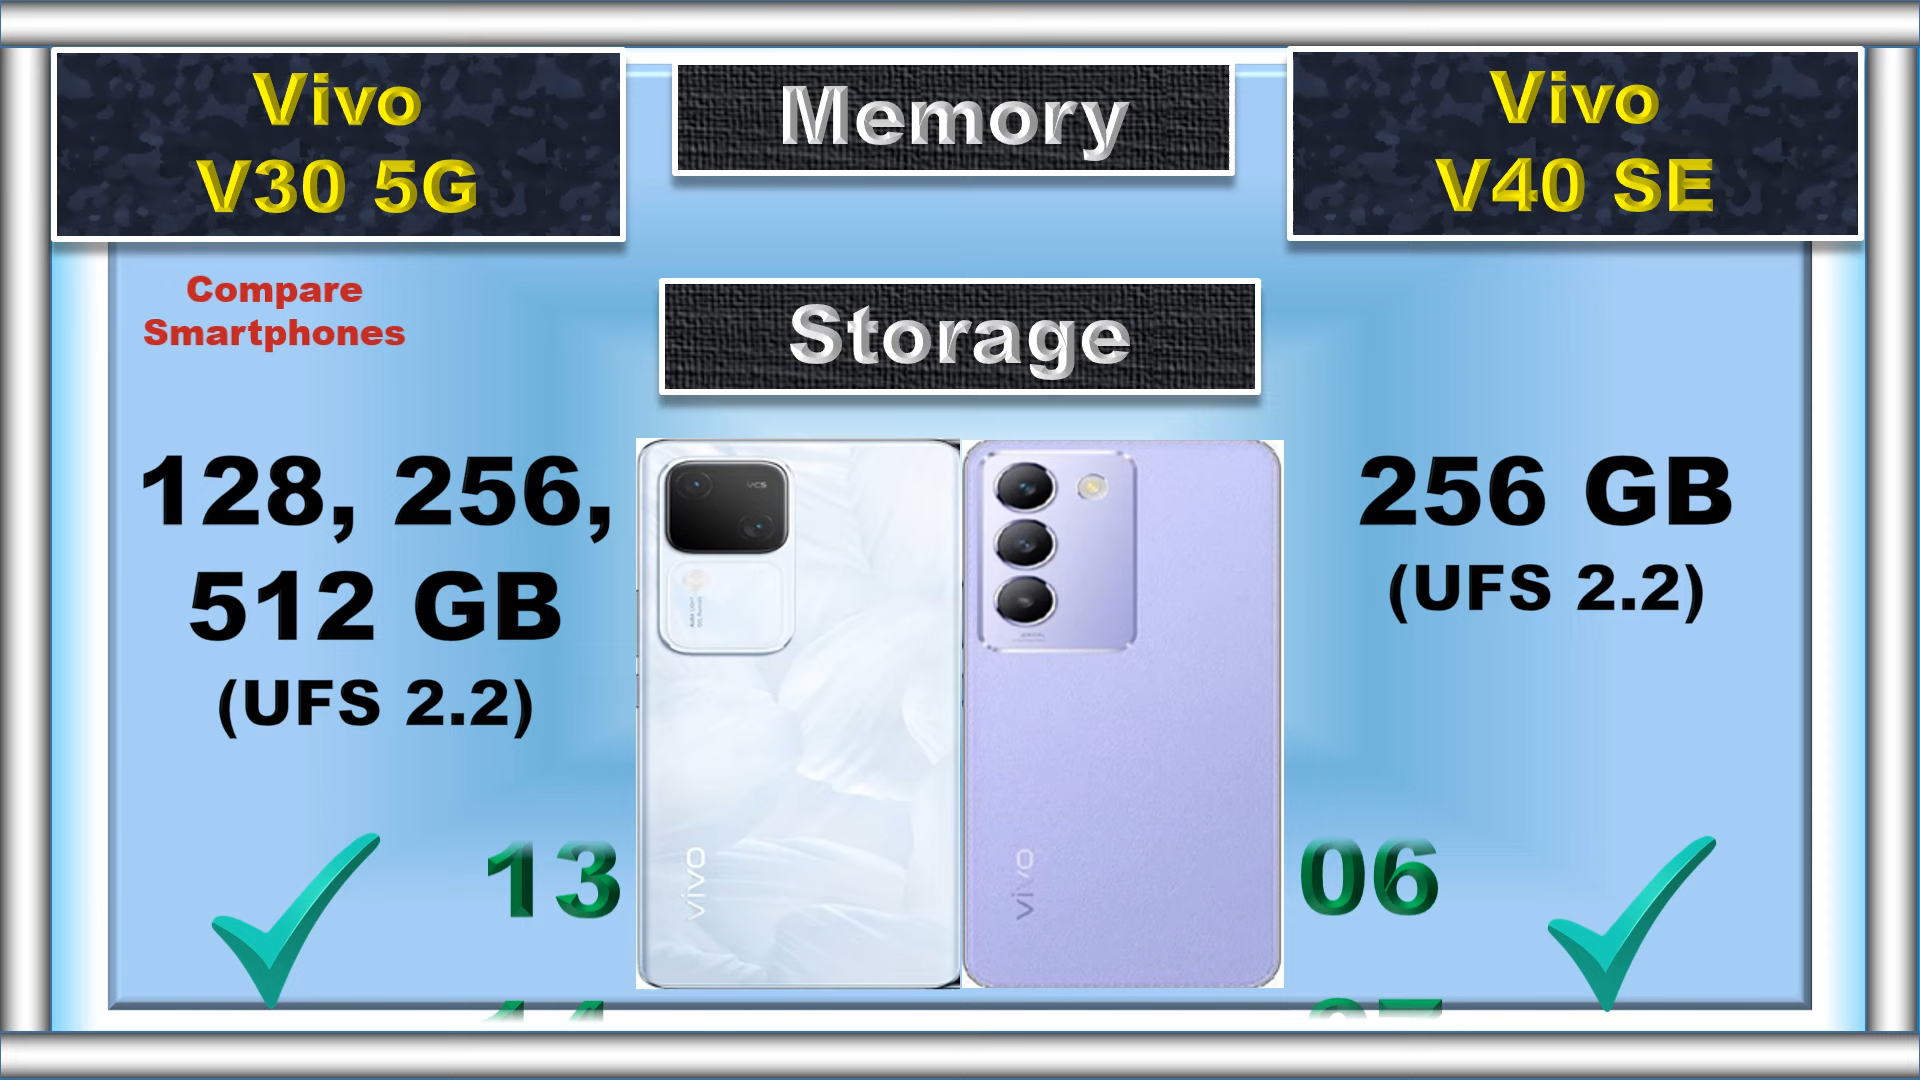 Vivo
V30 5G
Memory
Vivo
V40 SE
Compare
Smartphones
Storage
128, 256,
512 GB
(UFS 2.2)
256 GB
(UFS 2.2)
vivo
vivo
13
06